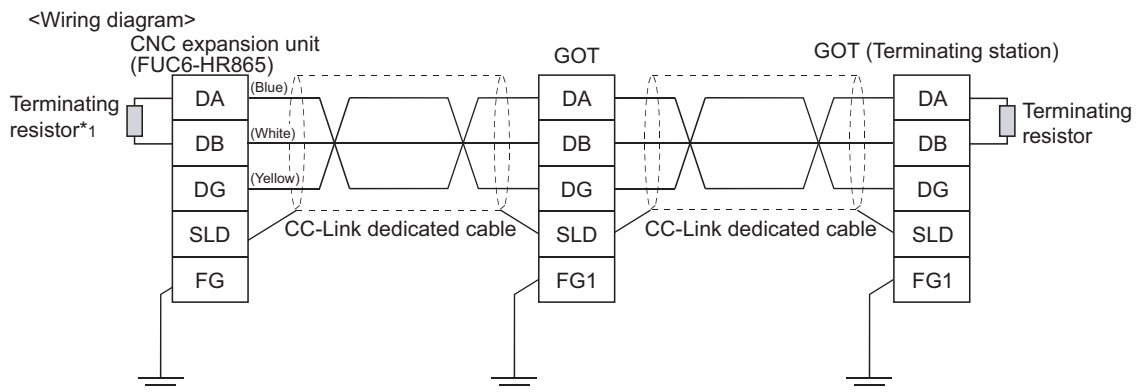 <Wiring diagram>
CNC expansion unit
(FUC6-HR865)
GOT
GOT (Terminating station)
Terminating
resistor*1
DA
DB
DG
SLD
FG
(Blue)
(White)
(Yellow)
CC-Link dedicated cable
DA
DB
DG
SLD
FG1
CC-Link dedicated cable
DA
DB
DG
SLD
FG1
Terminating
resistor